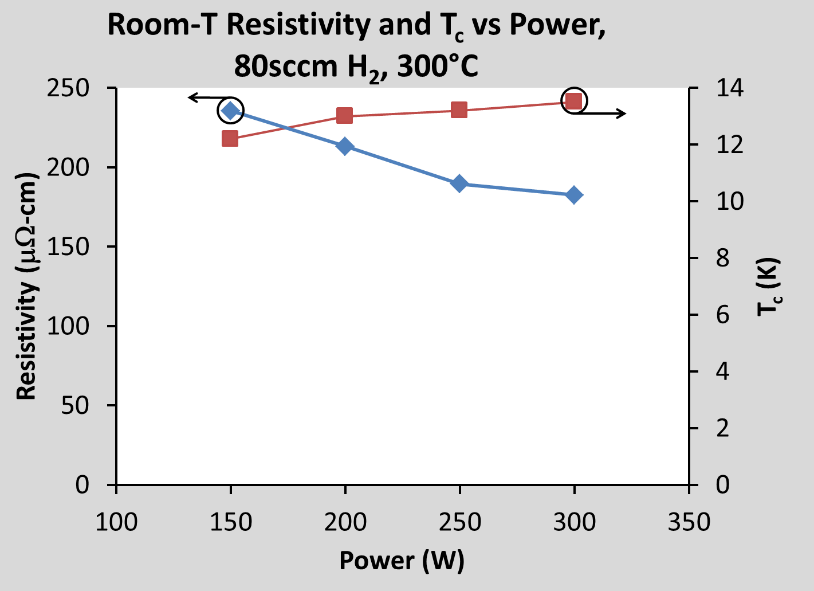 Room-T Resistivity and Tc vs Power,
80sccm H2, 300°C
250
200
150
100
50
0
Resistivity (μΩ-cm)
14
12
10
8
6
4
2
0
Tc (K)
100 150 200 250 300 350
Power (W)